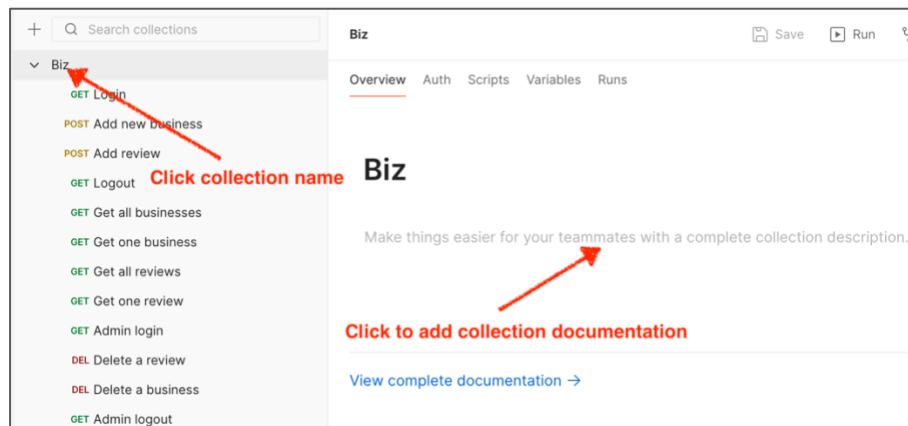 Search collections
Biz
GET Login
POST Add new business
POST Add review
GET Logout
GET Get all businesses
GET Get one business
GET Get all reviews
GET Get one review
GET Admin login
DEL Delete a review
DEL Delete a business
GET Admin logout
Click collection name
Biz
Save
Run
Overview Auth Scripts Variables Runs
Biz
Make things easier for your teammates with a complete collection description.
Click to add collection documentation
View complete documentation →